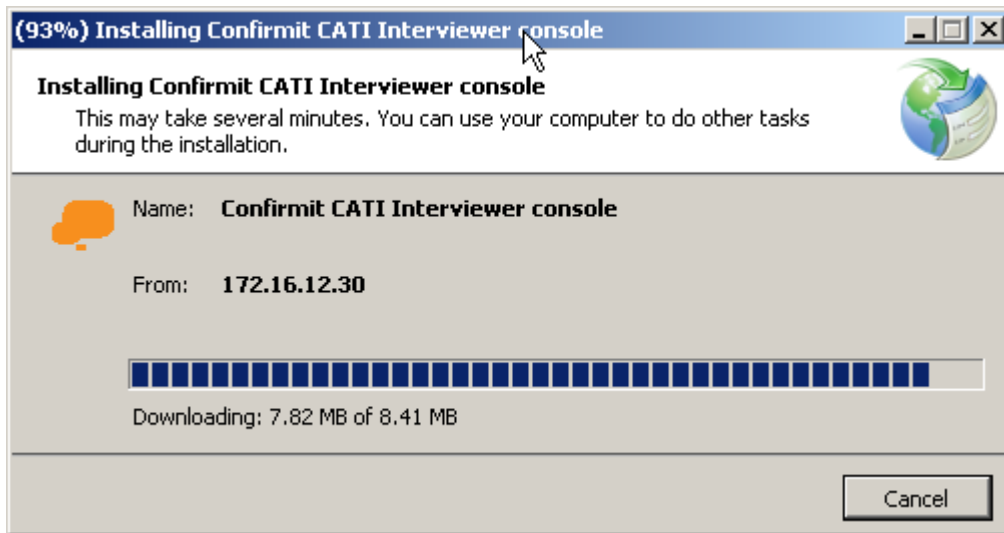 (93%) Installing Confirmit CATI Interviewer console
Installing Confirmit CATI Interviewer console
This may take several minutes. You can use your computer to do other tasks
during the installation.
Name: Confirmit CATI Interviewer console
From: 172.16.12.30
Downloading: 7.82 MB of 8.41 MB
Cancel